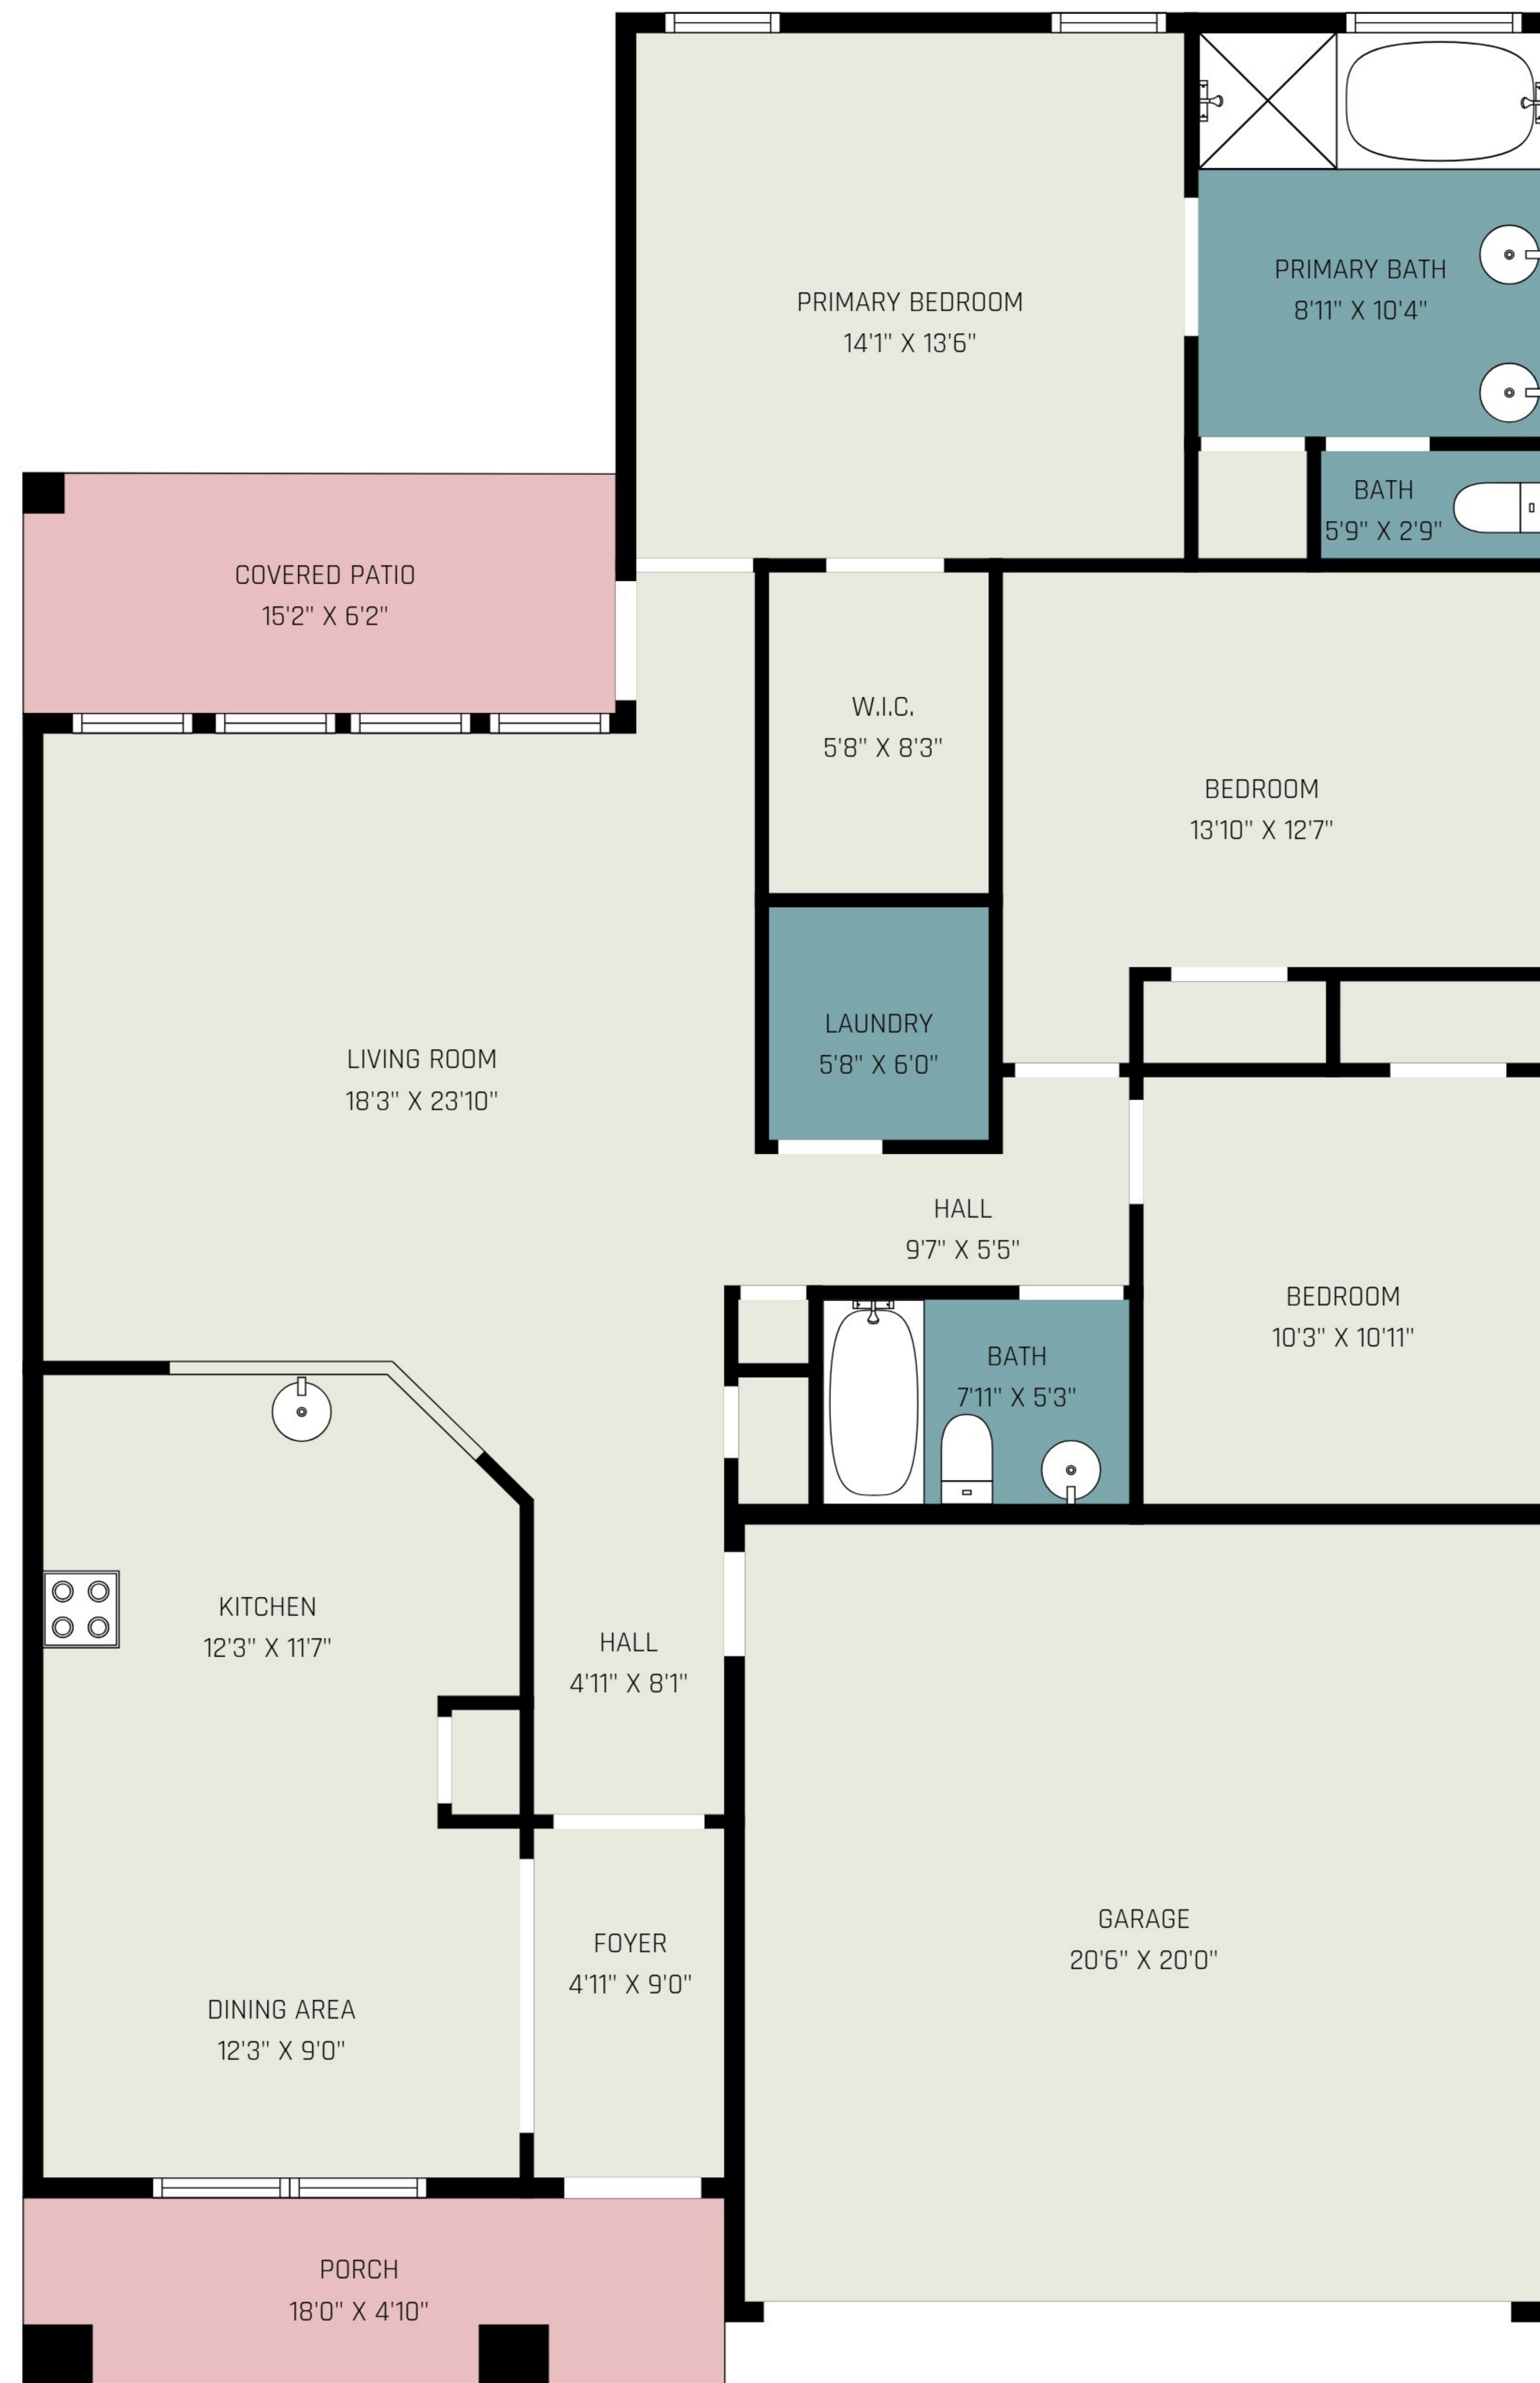 PRIMARY BEDROOM
14'1" X 13'6"
PRIMARY BATH
8'11" X 10'4"
BATH
5'9" X 2'9"
COVERED PATIO
15'2" X 6'2"
W.I.C.
5'8" X 8'3"
BEDROOM
13'10" X 12'7"
LAUNDRY
5'8" X 6'0"
LIVING ROOM
18'3" X 23'10"
HALL
9'7" X 5'5"
BEDROOM
10'3" X 10'11"
BATH
7'11" X 5'3"
KITCHEN
12'3" X 11'7"
HALL
4'11" X 8'1"
GARAGE
20'6" X 20'0"
FOYER
4'11" X 9'0"
DINING AREA
12'3" X 9'0"
PORCH
18'0" X 4'10"